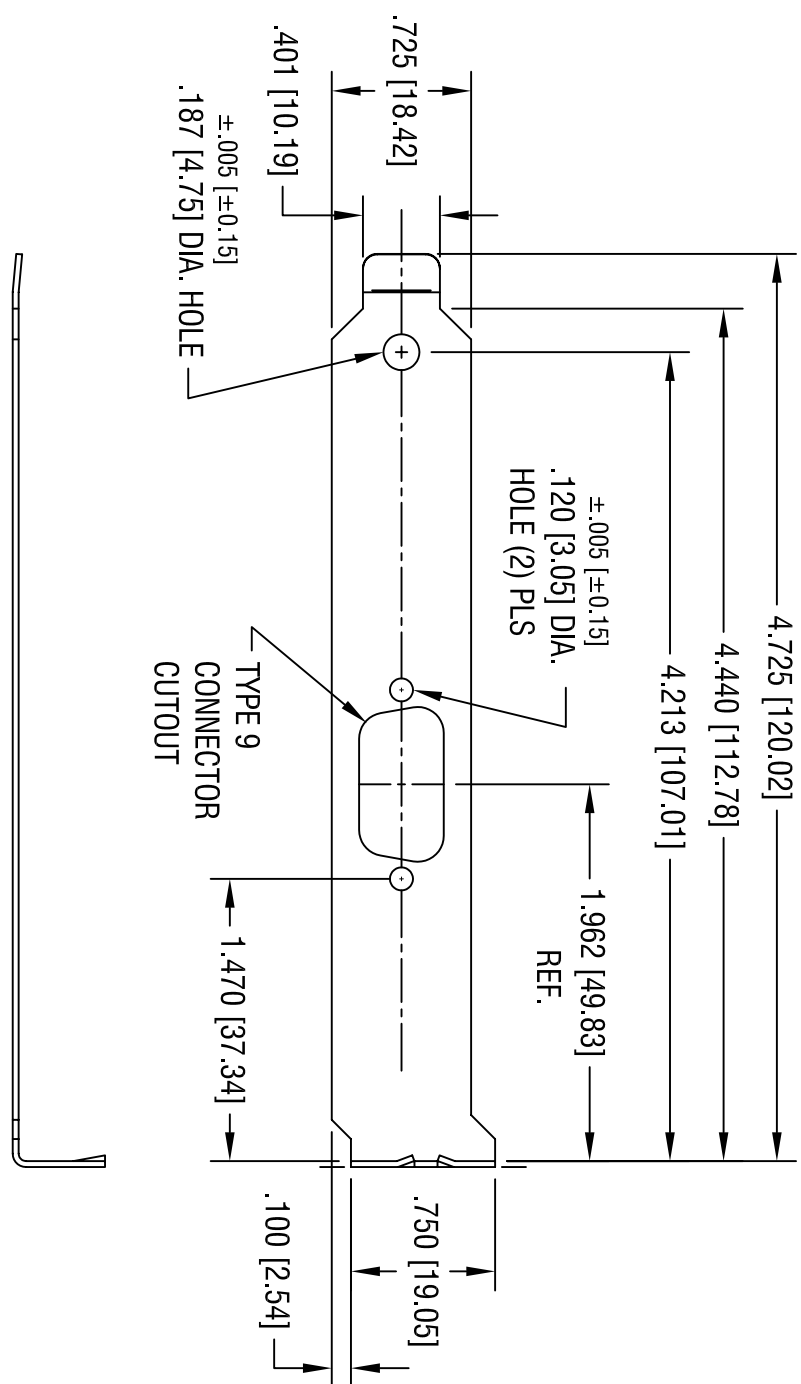 4.725 [120.02]
4.440 [112.78]
4.213 [107.01]
1.962 [49.83]
REF.
±.005 [±0.15]
.120 [3.05] DIA.
HOLE (2) PLS
.725 [18.42]
.401 [10.19]
±.005 [±0.15]
.187 [4.75] DIA. HOLE
TYPE 9
CONNECTOR
CUTOUT
1.470 [37.34]
.750 [19.05]
.100 [2.54]